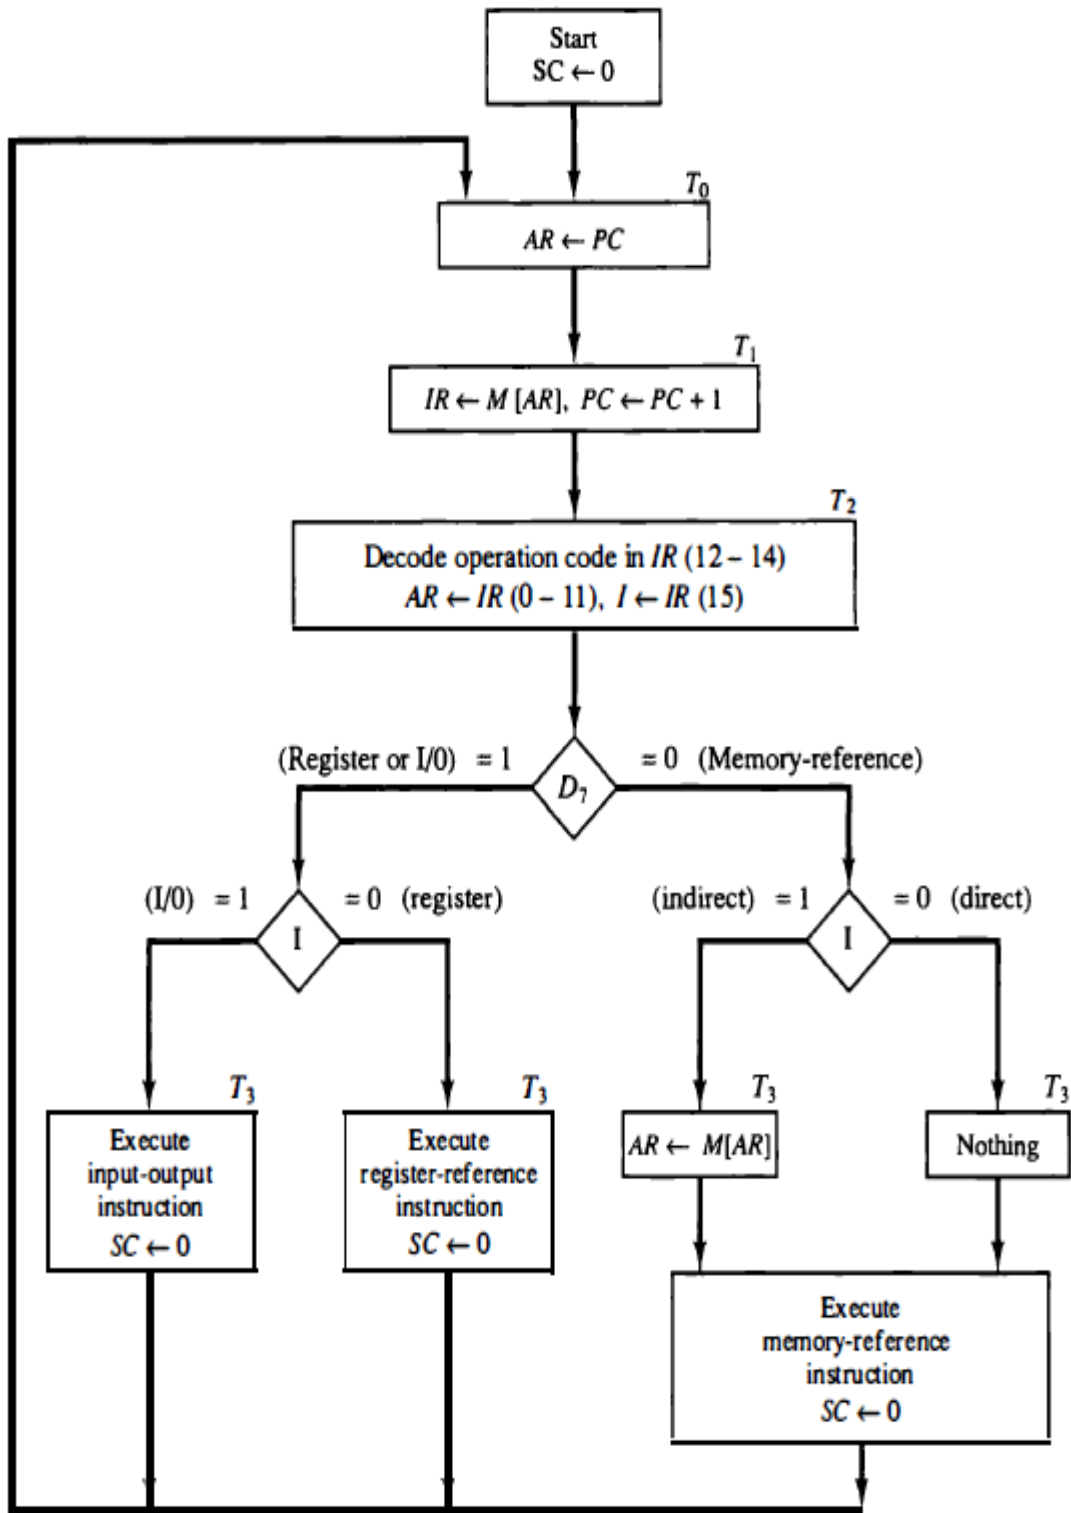 Start
SC ← 0
T₀
AR ← PC
T₁
IR ← M [AR], PC ← PC + 1
T₂
Decode operation code in IR (12 – 14)
AR ← IR (0 – 11), I ← IR (15)
(Register or I/0) = 1
= 0 (Memory-reference)
D₇
(I/0) = 1
= 0 (register)
(indirect) = 1
= 0 (direct)
I
I
T₃
T₃
T₃
T₃
Execute
input-output
instruction
SC ← 0
Execute
register-reference
instruction
SC ← 0
AR ← M[AR]
Nothing
Execute
memory-reference
instruction
SC ← 0